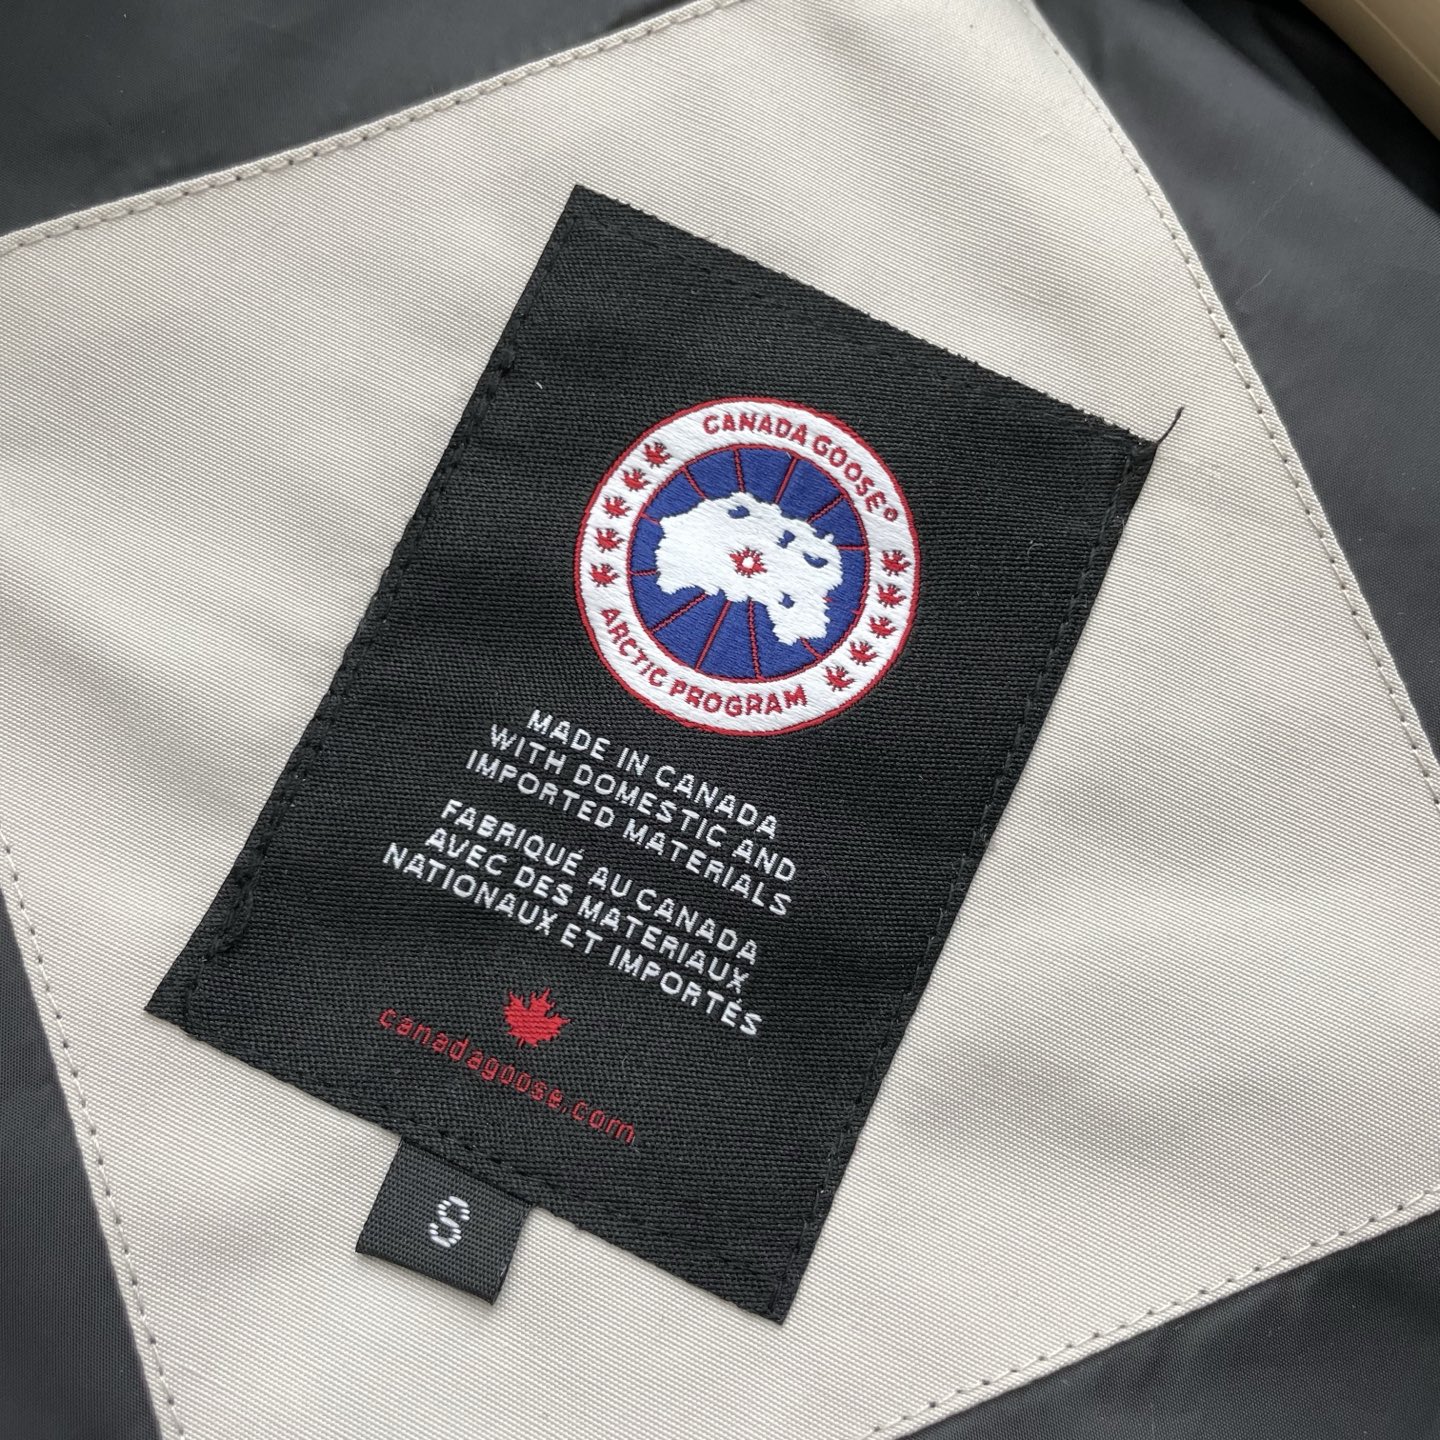 CANADA GOOSE
ARCTIC PROGRAM
MADE IN CANADA
WITH DOMESTIC AND
IMPORTED MATERIALS
FABRIQUÉ AU CANADA
AVEC DES MATERIAUX
NATIONAUX ET IMPORTÉS
canadagoose.com
S